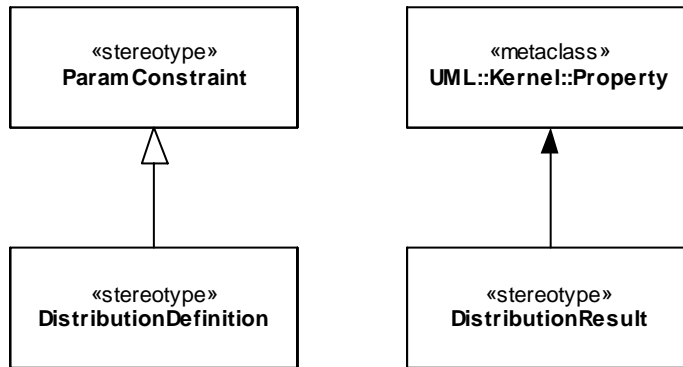 «stereotype»
ParamConstraint
«metaclass»
UML::Kernel::Property
«stereotype»
DistributionDefinition
«stereotype»
DistributionResult